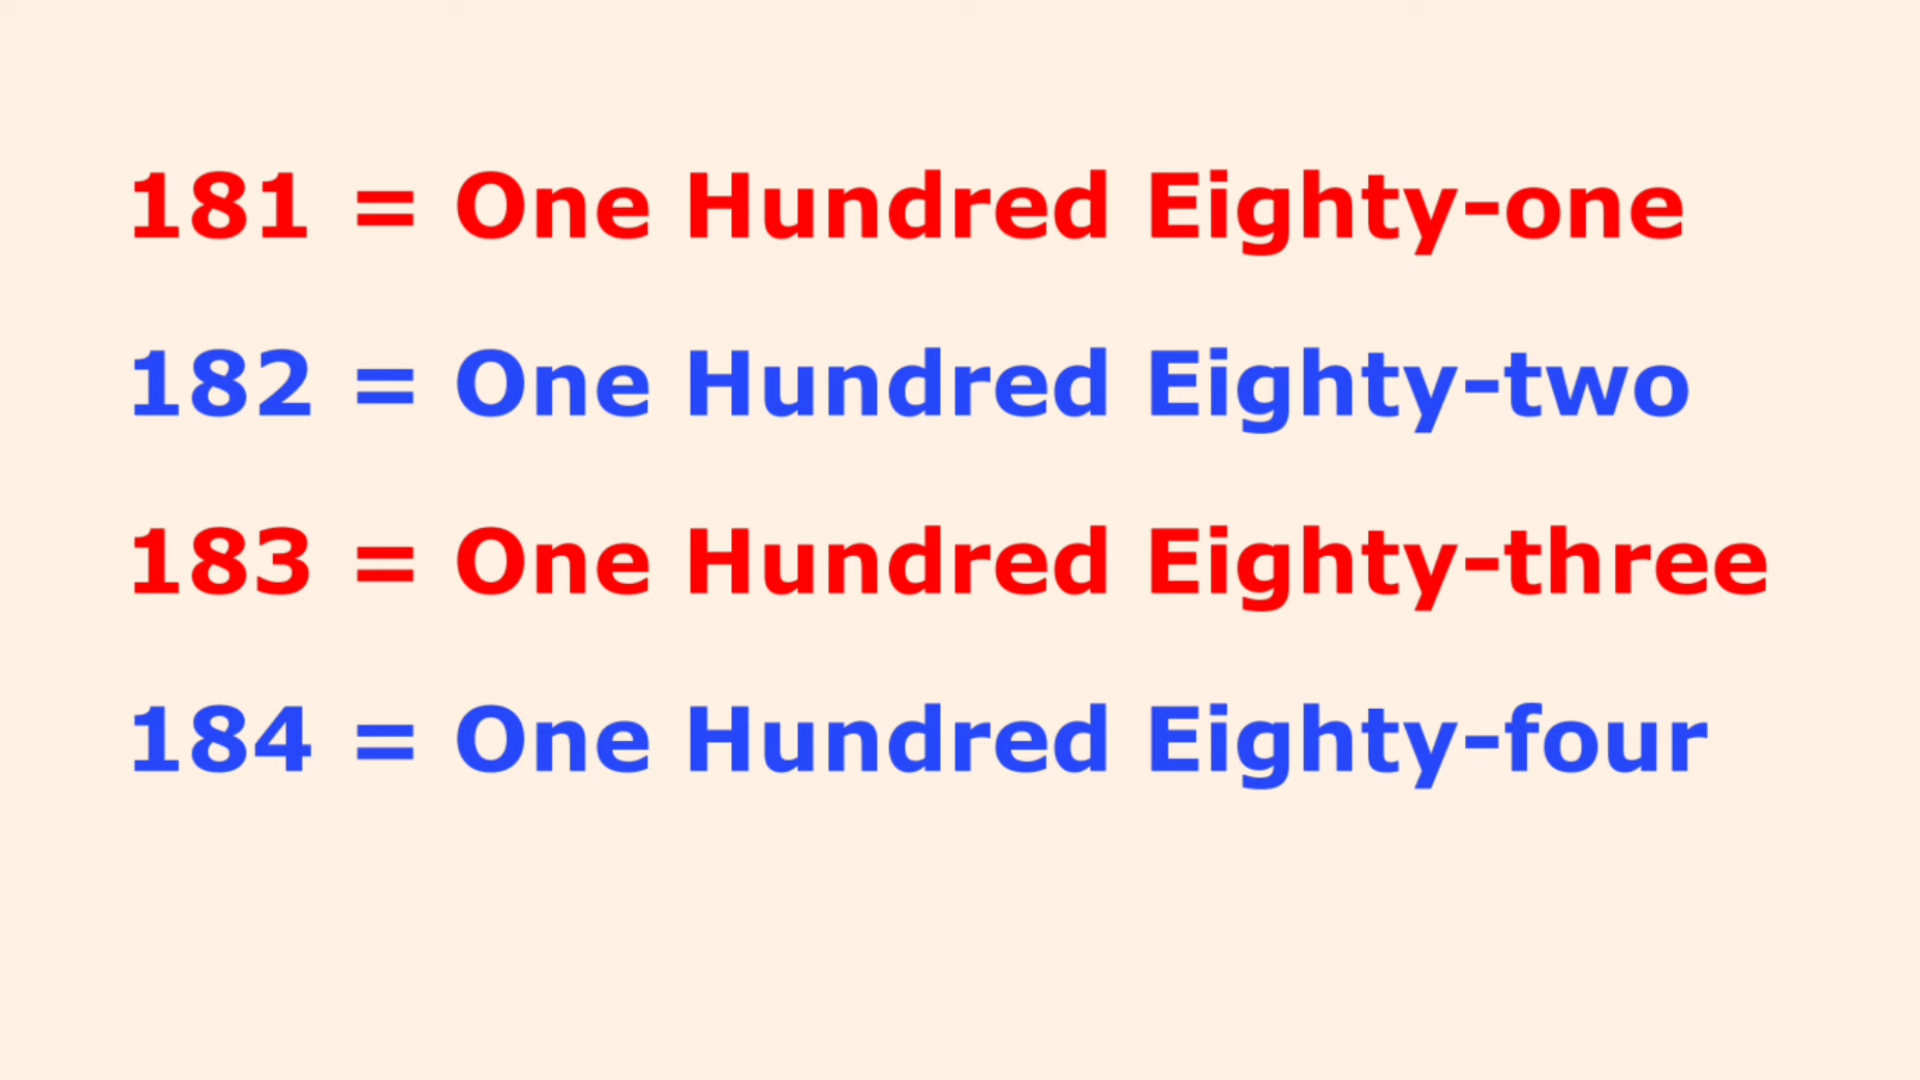 181 = One Hundred Eighty-one
182 = One Hundred Eighty-two
183 = One Hundred Eighty-three
184 = One Hundred Eighty-four